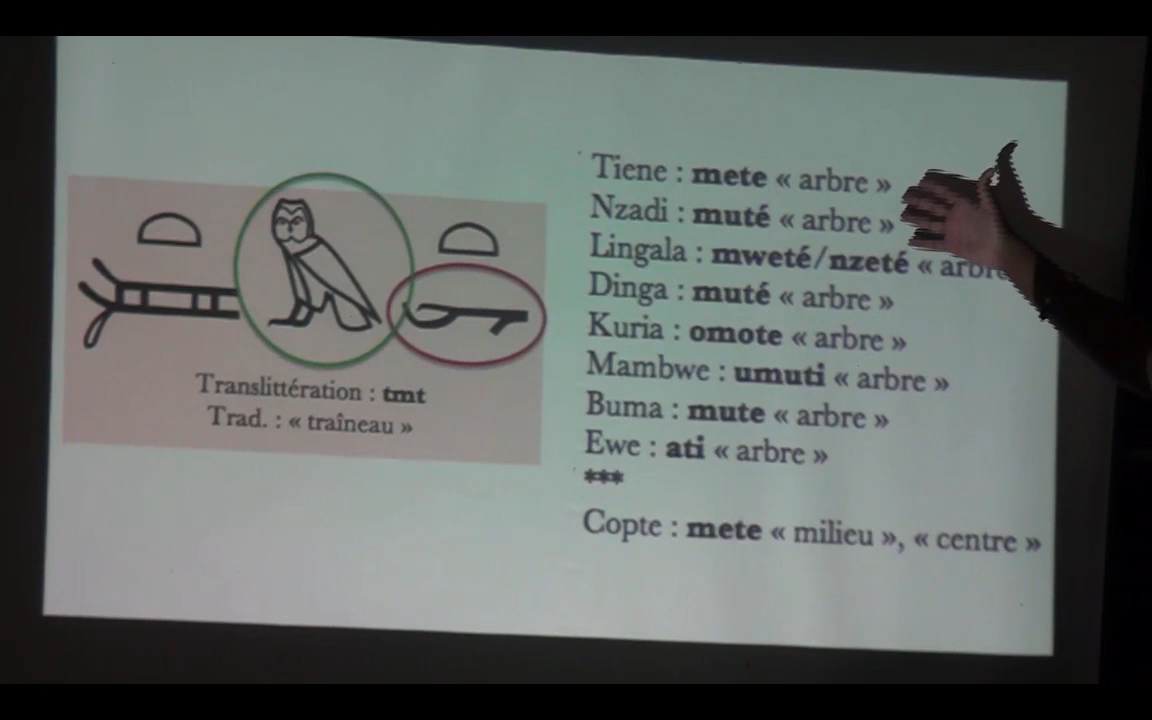 Translittération : tmt
Trad. : « traîneau »
Tiene : mete « arbre »
Nzadi : muté « arbre »
Lingala : mweté/nzeté « arbre
Dinga : muté « arbre »
Kuria : omote « arbre »
Mambwe : umuti « arbre »
Buma : mute « arbre »
Ewe : ati « arbre »
***
Copte : mete « milieu », « centre »